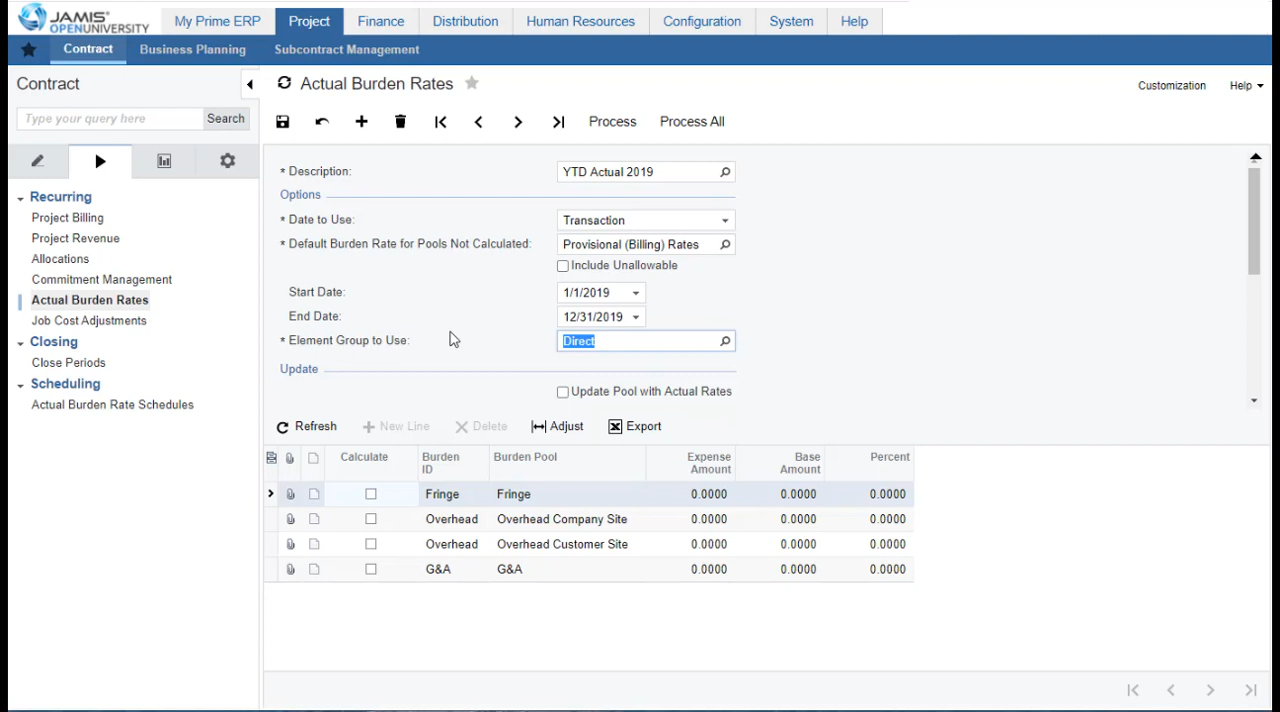 JAMIS
OPENUNIVERSITY
My Prime ERP
Project
Finance
Distribution
Human Resources
Configuration
System
Help
Contract
Business Planning
Subcontract Management
Contract
Type your query here
Search
Recurring
Project Billing
Project Revenue
Allocations
Commitment Management
Actual Burden Rates
Job Cost Adjustments
Closing
Close Periods
Scheduling
Actual Burden Rate Schedules
Actual Burden Rates
Customization
Help
Process
Process All
* Description: YTD Actual 2019
Options
* Date to Use: Transaction
* Default Burden Rate for Pools Not Calculated: Provisional (Billing) Rates
Include Unallowable
Start Date: 1/1/2019
End Date: 12/31/2019
* Element Group to Use: Direct
Update
Update Pool with Actual Rates
Refresh
New Line
Delete
Adjust
Export
Calculate
Burden ID
Burden Pool
Expense Amount
Base Amount
Percent
Fringe Fringe 0.0000 0.0000 0.0000
Overhead Overhead Company Site 0.0000 0.0000 0.0000
Overhead Overhead Customer Site 0.0000 0.0000 0.0000
G&A G&A 0.0000 0.0000 0.0000